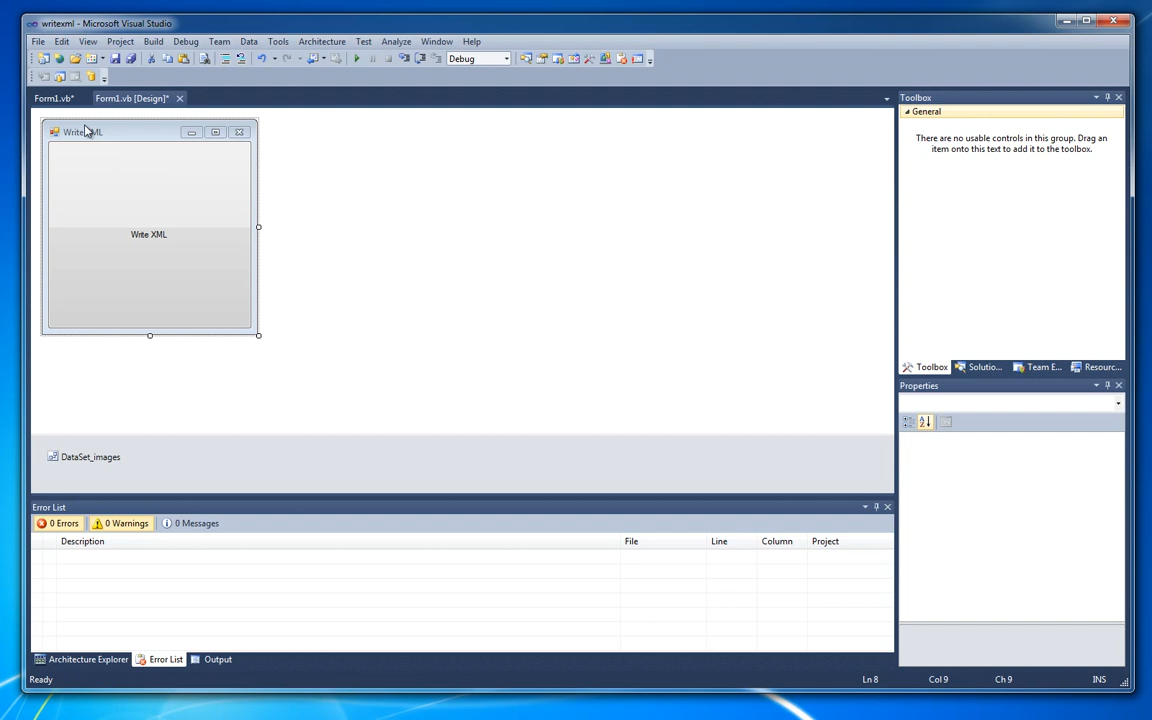 writexml - Microsoft Visual Studio
File Edit View Project Build Debug Team Data Tools Architecture Test Analyze Window Help
Debug
Form1.vb* Form1.vb [Design]*
Toolbox
General
There are no usable controls in this group. Drag an
item onto this text to add it to the toolbox.
Write XML
Write XML
Toolbox Solutio... Team E... Resourc...
Properties
DataSet_images
Error List
0 Errors 0 Warnings 0 Messages
Description File Line Column Project
Architecture Explorer Error List Output
Ready Ln 8 Col 9 Ch 9 INS